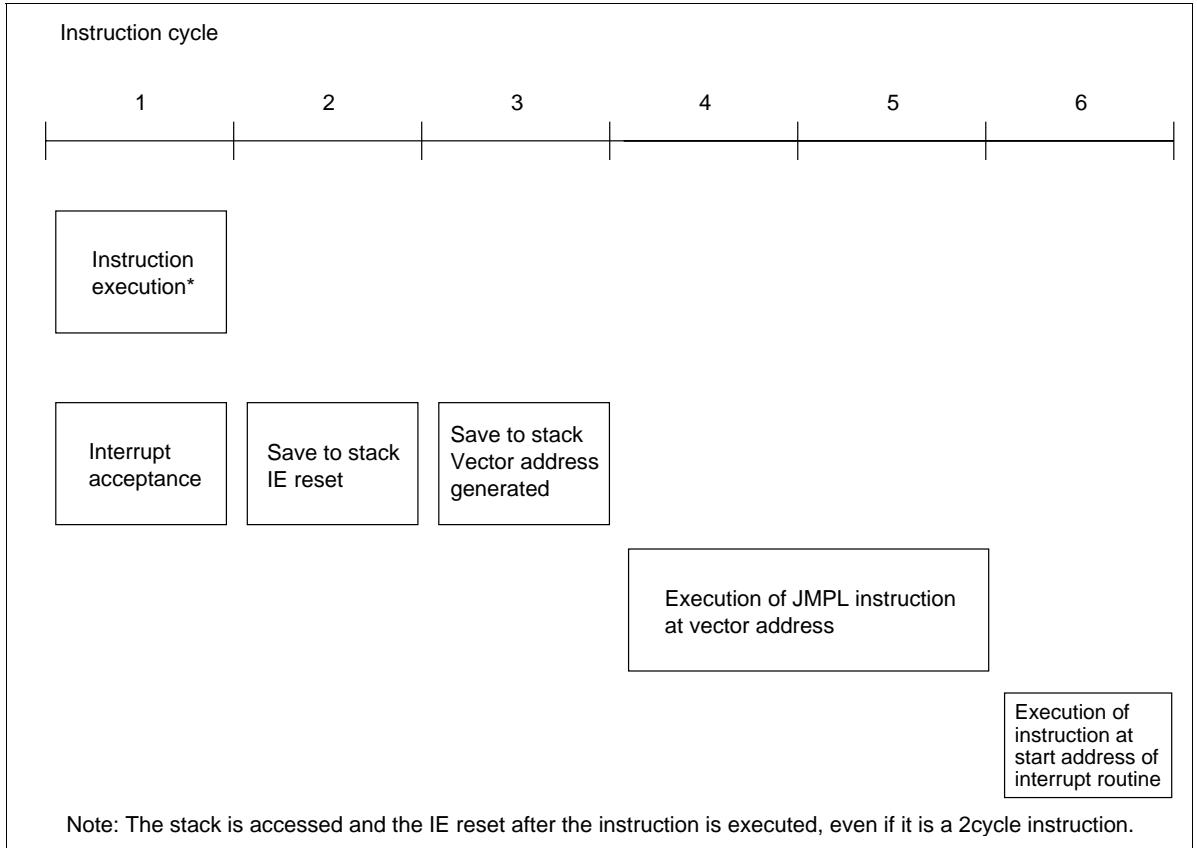 Instruction cycle
1 2 3 4 5 6
Instruction
execution*
Interrupt
acceptance
Save to stack
IE reset
Save to stack
Vector address
generated
Execution of JMPL instruction
at vector address
Execution of
instruction at
start address of
interrupt routine
Note: The stack is accessed and the IE reset after the instruction is executed, even if it is a 2cycle instruction.